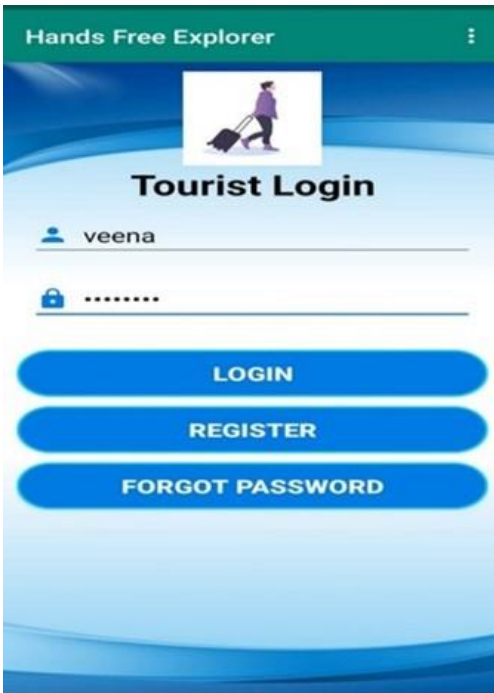 Hands Free Explorer
Tourist Login
veena
••••••••
LOGIN
REGISTER
FORGOT PASSWORD